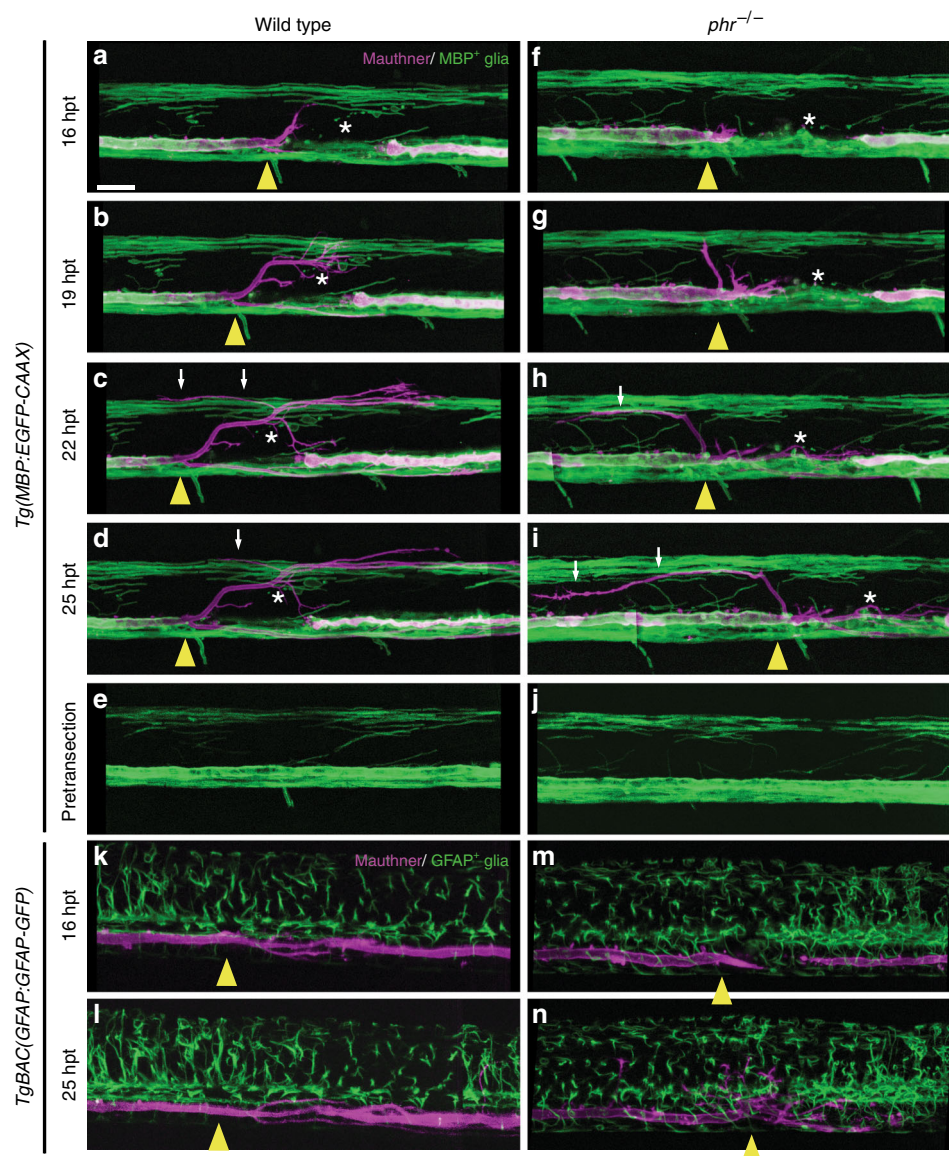 Wild type
phr−/−
Tg(MBP:EGFP-CAAX)
16 hpt
a
Mauthner/ MBP+ glia
*
f
*
19 hpt
b
*
g
*
22 hpt
c
*
h
*
25 hpt
d
*
i
*
Pretransection
e
j
TgBAC(GFAP:GFAP-GFP)
16 hpt
k
Mauthner/ GFAP+ glia
m
25 hpt
l
n